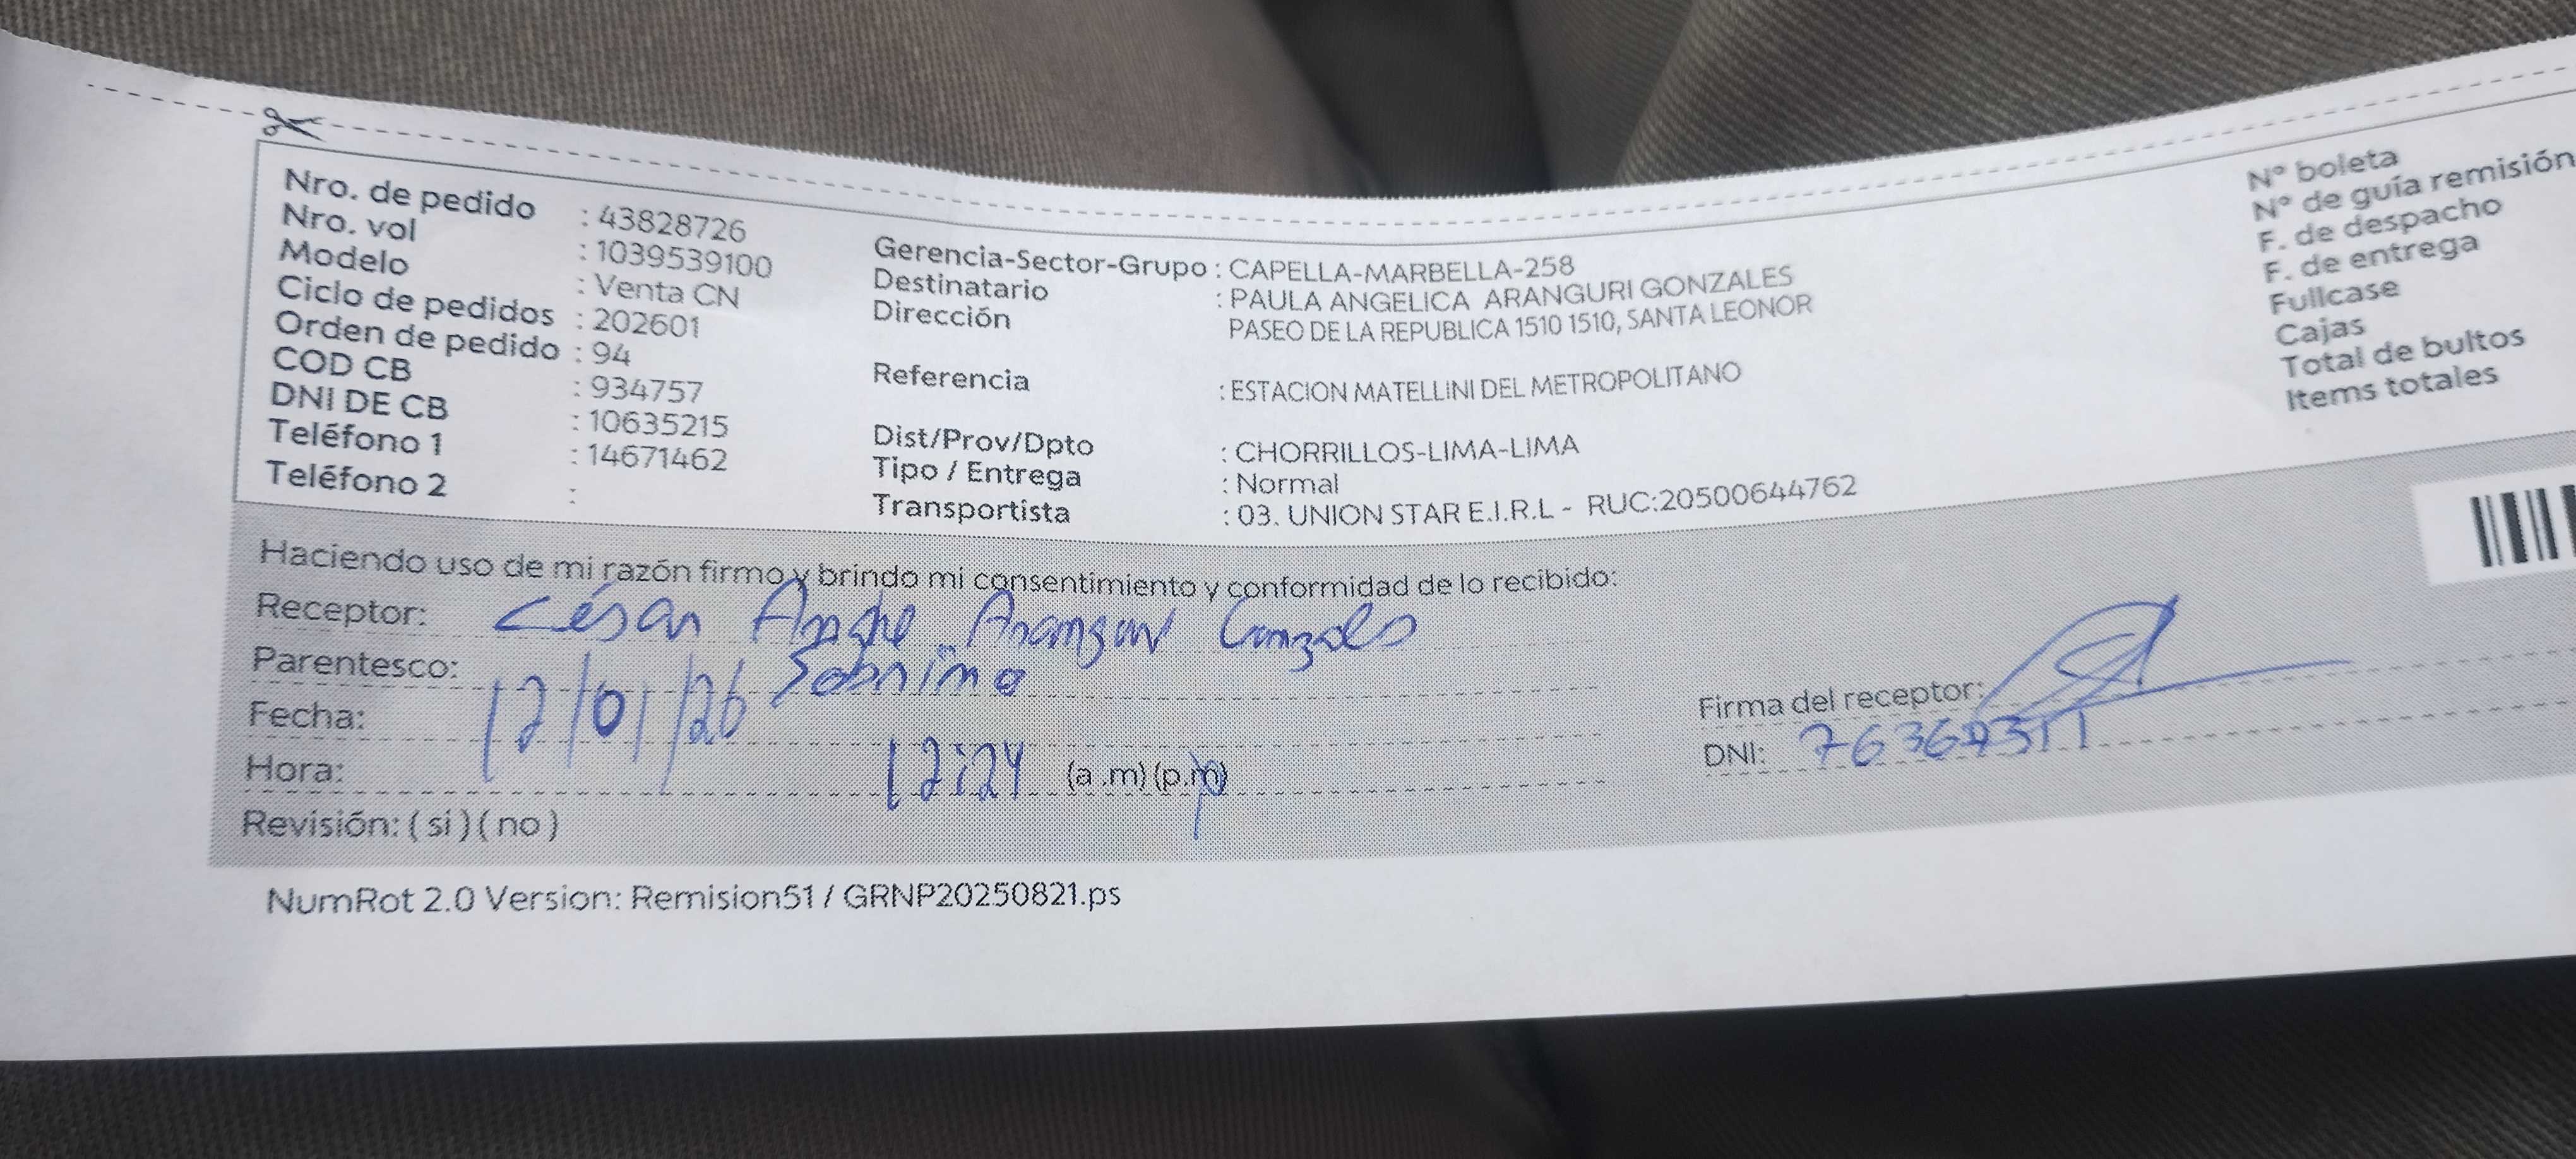 Nro. de pedido : 43828726
Nro. vol : 1039539100
Modelo : Venta CN
Ciclo de pedidos : 202601
Orden de pedido : 94
COD CB : 934757
DNI DE CB : 10635215
Teléfono 1 : 14671462
Teléfono 2 :
Gerencia-Sector-Grupo : CAPELLA-MARBELLA-258
Destinatario : PAULA ANGELICA ARANGURI GONZALES
Dirección PASEO DE LA REPUBLICA 1510 1510, SANTA LEONOR
Referencia : ESTACION MATELLINI DEL METROPOLITANO
Dist/Prov/Dpto : CHORRILLOS-LIMA-LIMA
Tipo / Entrega : Normal
Transportista : 03. UNION STAR E.I.R.L - RUC:20500644762
N° boleta
N° de guía remisión
F. de despacho
F. de entrega
Fullcase
Cajas
Total de bultos
Items totales
Haciendo uso de mi razón firmo y brindo mi consentimiento y conformidad de lo recibido:
Receptor: César
Parentesco: Sobrino
Fecha: 12/01/26
Hora: 12:24 (a .m) (p.m)
Revisión: ( si ) ( no )
Firma del receptor:
DNI:
NumRot 2.0 Version: Remision51 / GRNP20250821.ps